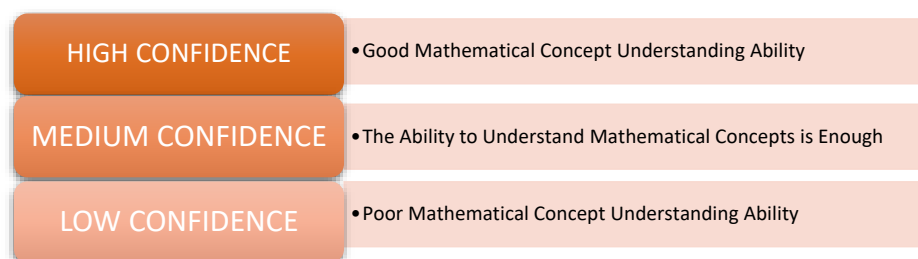 HIGH CONFIDENCE
•Good Mathematical Concept Understanding Ability
MEDIUM CONFIDENCE
•The Ability to Understand Mathematical Concepts is Enough
LOW CONFIDENCE
•Poor Mathematical Concept Understanding Ability